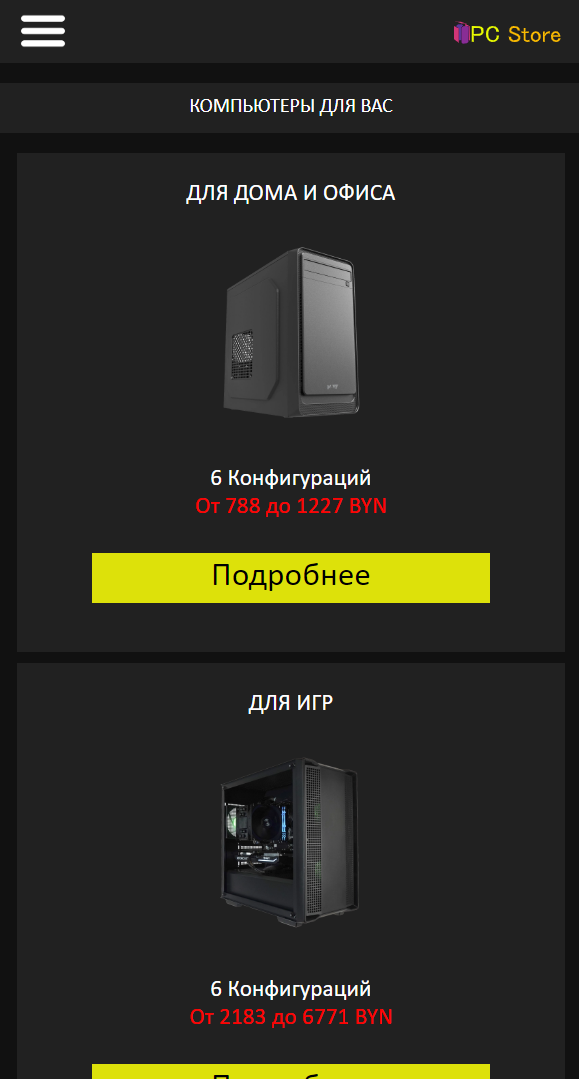 PC Store
КОМПЬЮТЕРЫ ДЛЯ ВАС
ДЛЯ ДОМА И ОФИСА
6 Конфигураций
От 788 до 1227 BYN
Подробнее
ДЛЯ ИГР
6 Конфигураций
От 2183 до 6771 BYN